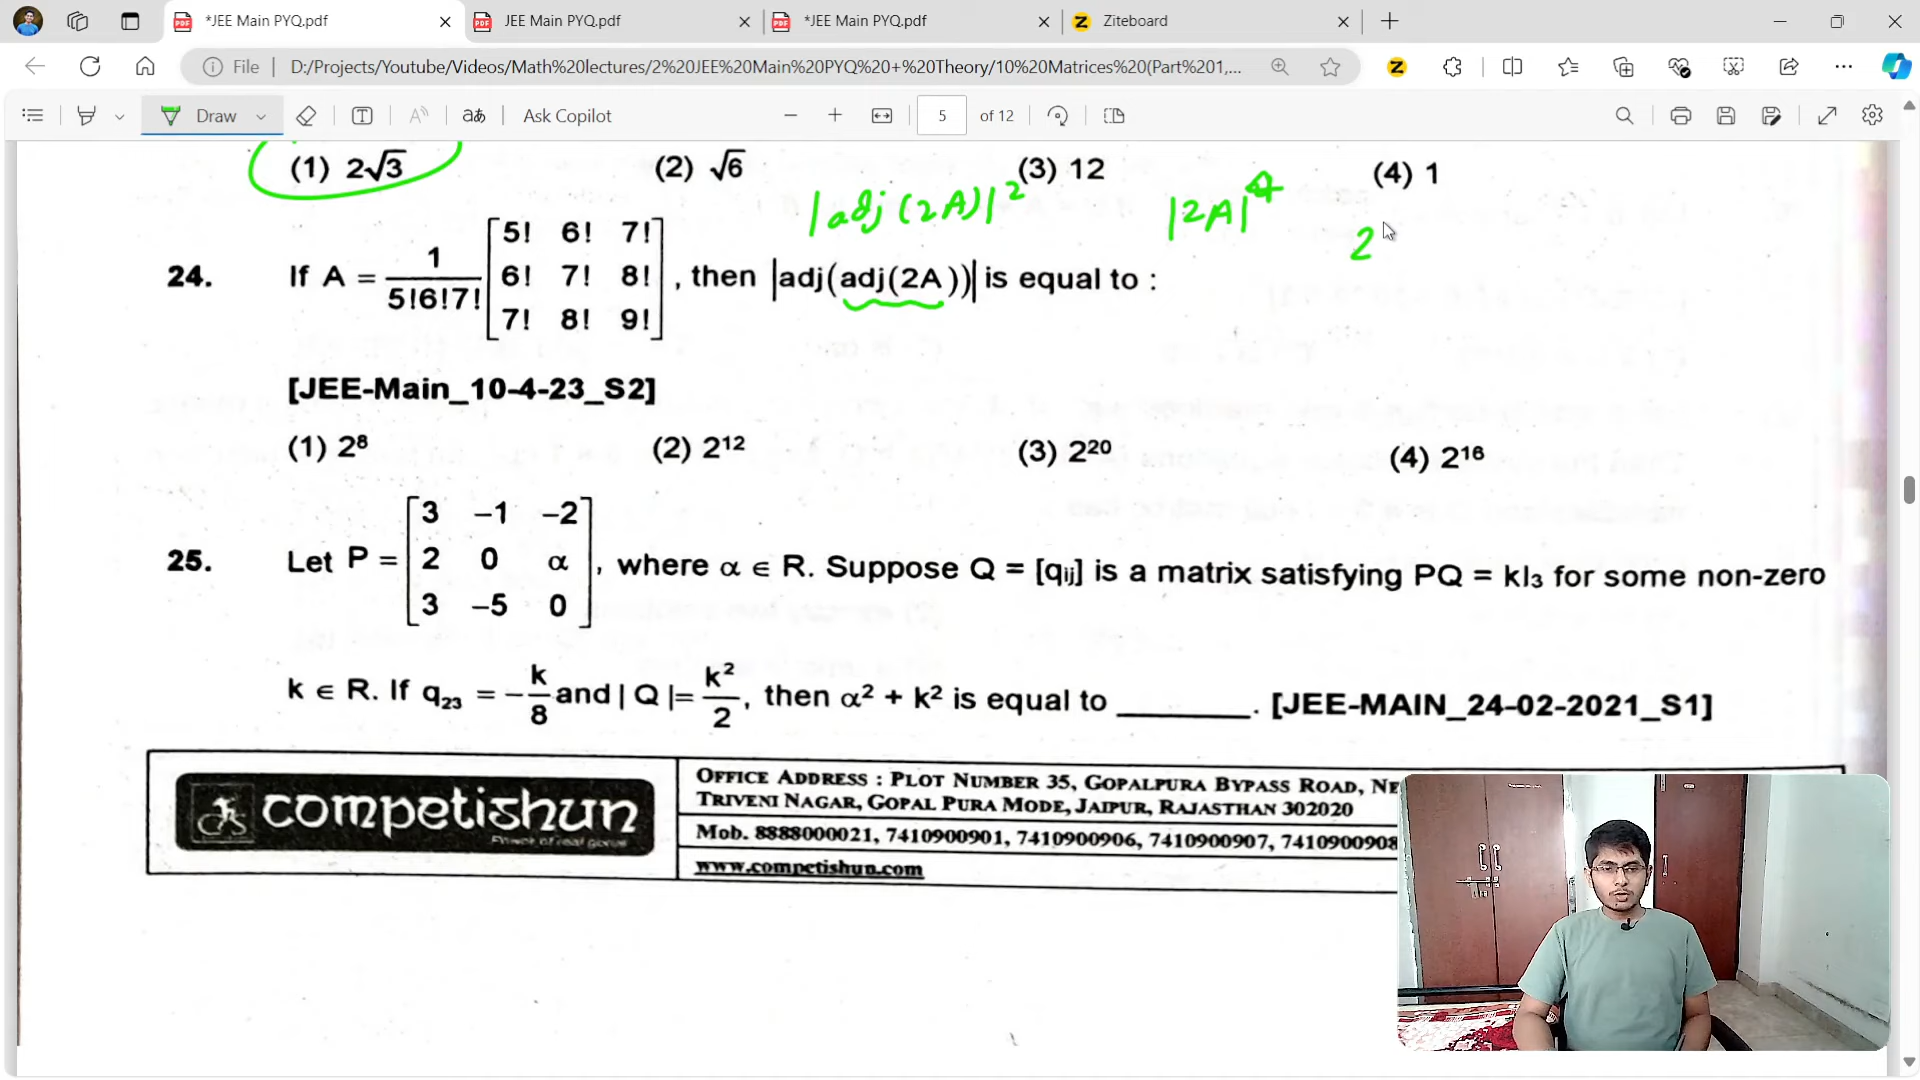 *JEE Main PYQ.pdf
JEE Main PYQ.pdf
*JEE Main PYQ.pdf
Ziteboard
File
D:/Projects/Youtube/Videos/Math%20lectures/2%20JEE%20Main%20PYQ%20+%20Theory/10%20Matrices%20(Part%201,...
Draw
Ask Copilot
5 of 12
(1) 2√3 (2) √6 (3) 12 (4) 1
|adj(2A)|² |2A|⁴
2
24. If A = 1/(5!6!7!) [5! 6! 7!
6! 7! 8!
7! 8! 9!], then |adj(adj(2A))| is equal to :
[JEE-Main_10-4-23_S2]
(1) 2⁸ (2) 2¹² (3) 2²⁰ (4) 2¹⁶
25. Let P = [3 –1 –2
2 0 α
3 –5 0], where α ∈ R. Suppose Q = [qᵢⱼ] is a matrix satisfying PQ = kI₃ for some non-zero
k ∈ R. If q₂₃ = –k/8 and | Q |= k²/2, then α² + k² is equal to ________. [JEE-MAIN_24-02-2021_S1]
competishun
OFFICE ADDRESS : PLOT NUMBER 35, GOPALPURA BYPASS ROAD, NE
TRIVENI NAGAR, GOPAL PURA MODE, JAIPUR, RAJASTHAN 302020
Mob. 8888000021, 7410900901, 7410900906, 7410900907, 7410900908
www.competishun.com